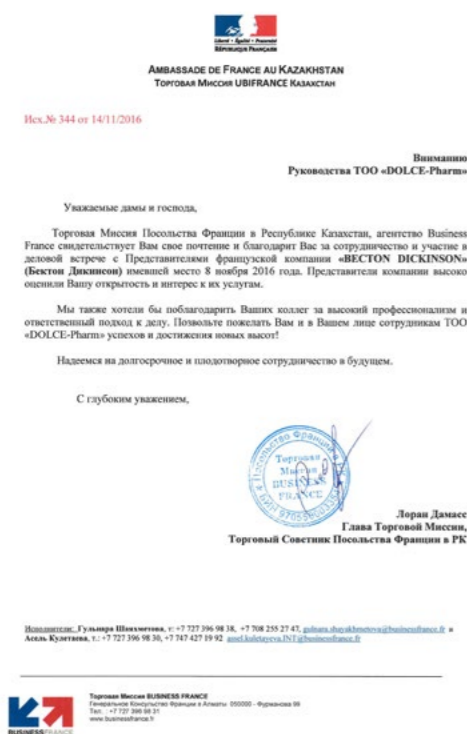 Liberté • Égalité • Fraternité
RÉPUBLIQUE FRANÇAISE
AMBASSADE DE FRANCE AU KAZAKHSTAN
ТОРГОВАЯ МИССИЯ UBIFRANCE КАЗАХСТАН
Исх.№ 344 от 14/11/2016
Вниманию
Руководства ТОО «DOLCE-Pharm»
Уважаемые дамы и господа,
Торговая Миссия Посольства Франции в Республике Казахстан, агентство Business
France свидетельствует Вам свое почтение и благодарит Вас за сотрудничество и участие в
деловой встрече с Представителями французской компании «BECTON DICKINSON»
(Бектон Дикинсон) имевшей место 8 ноября 2016 года. Представители компании высоко
оценили Вашу открытость и интерес к их услугам.
Мы также хотели бы поблагодарить Ваших коллег за высокий профессионализм и
ответственный подход к делу. Позвольте пожелать Вам и в Вашем лице сотрудникам ТОО
«DOLCE-Pharm» успехов и достижения новых высот!
Надеемся на долгосрочное и плодотворное сотрудничество в будущем.
С глубоким уважением,
Посольство Франции в
Торговая
Миссия
BUSINESS
FRANCE
Лоран Дамасс
Глава Торговой Миссии,
Торговый Советник Посольства Франции в РК
Исполнители: Гульнара Шаяхметова, т: +7 727 396 98 38, +7 708 255 27 47, gulnara.shayakhmetova@businessfrance.fr и
Асель Кулетаева, т.: +7 727 396 98 30, +7 747 427 19 92 assel.kuletayeva.INT@businessfrance.fr
Торговая Миссия BUSINESS FRANCE
Генеральное Консульство Франции в Алматы 050000 - Фурманова 99
Тел. : +7 727 396 98 31
www.businessfrance.fr
BUSINESS FRANCE